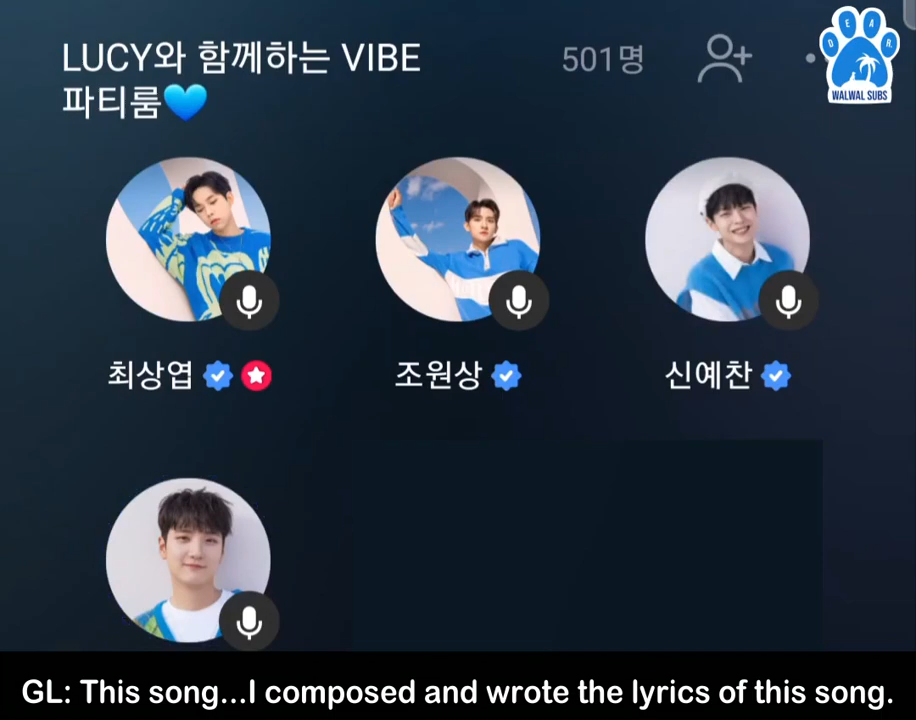 LUCY와 함께하는 VIBE
파티룸💙
501명
D E A R.
WALWAL SUBS
최상엽
조원상
신예찬
GL: This song...I composed and wrote the lyrics of this song.